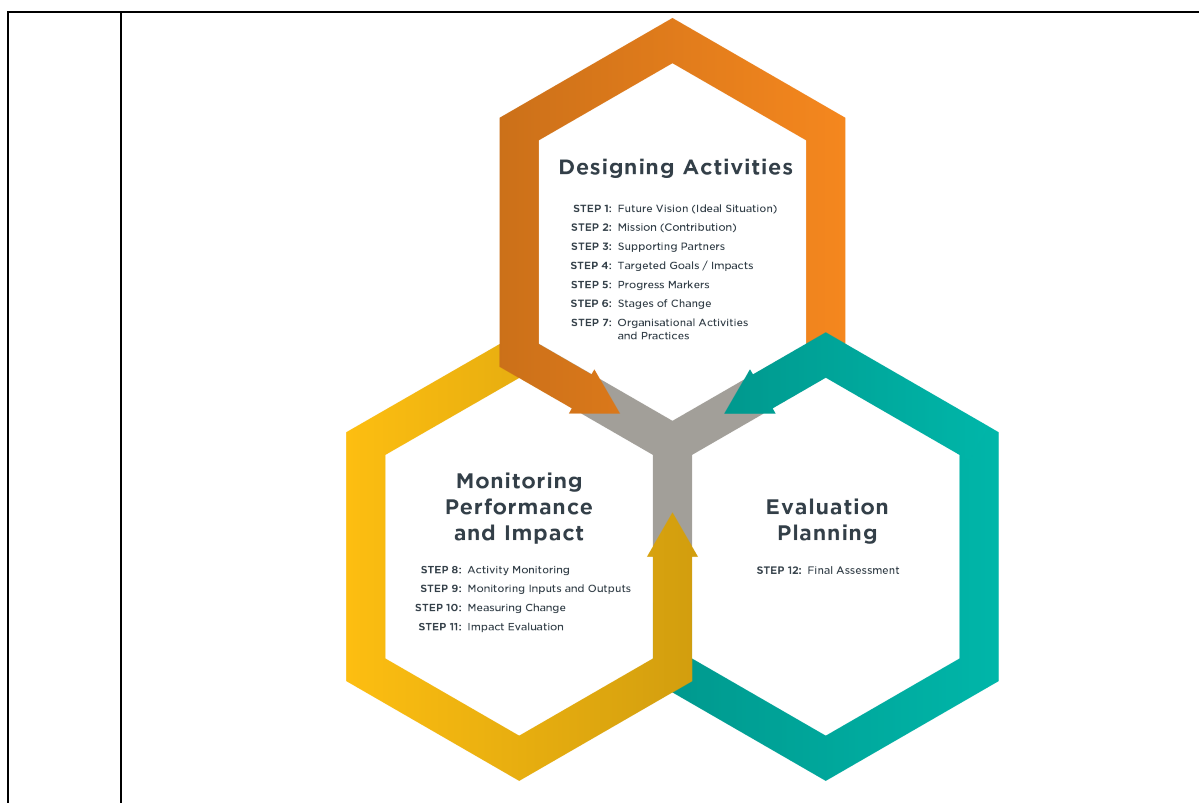 Designing Activities
STEP 1: Future Vision (Ideal Situation)
STEP 2: Mission (Contribution)
STEP 3: Supporting Partners
STEP 4: Targeted Goals / Impacts
STEP 5: Progress Markers
STEP 6: Stages of Change
STEP 7: Organisational Activities
and Practices
Monitoring
Performance
and Impact
STEP 8: Activity Monitoring
STEP 9: Monitoring Inputs and Outputs
STEP 10: Measuring Change
STEP 11: Impact Evaluation
Evaluation
Planning
STEP 12: Final Assessment